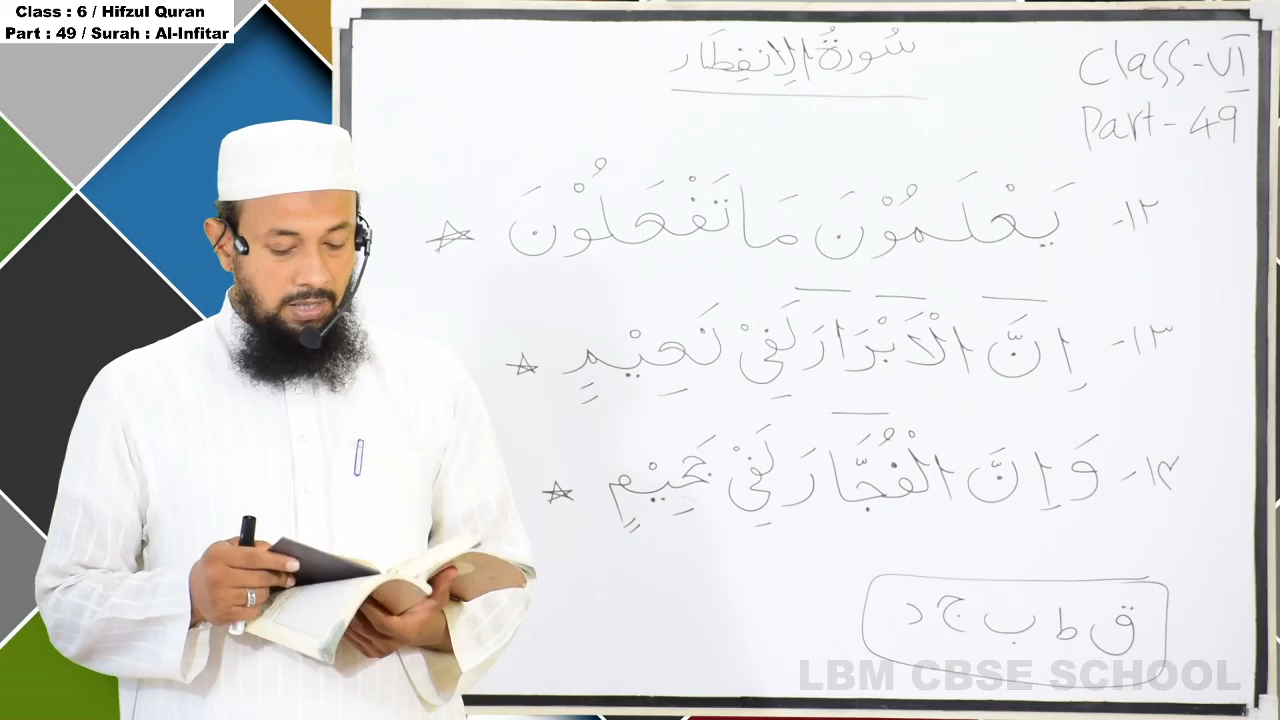 Class : 6 / Hifzul Quran
Part : 49 / Surah : Al-Infitar
سُورَةُ الِانفِطَار
Class-VI
Part-49
١٢- يَعْلَمُوْنَ مَا تَفْعَلُوْنَ
١٣- اِنَّ الْاَبْرَارَ لَفِيْ نَعِيْمٍ
١٤- وَاِنَّ الْفُجَّارَ لَفِيْ جَحِيْمٍ
ق ط ب ج د
LBM CBSE SCHOOL